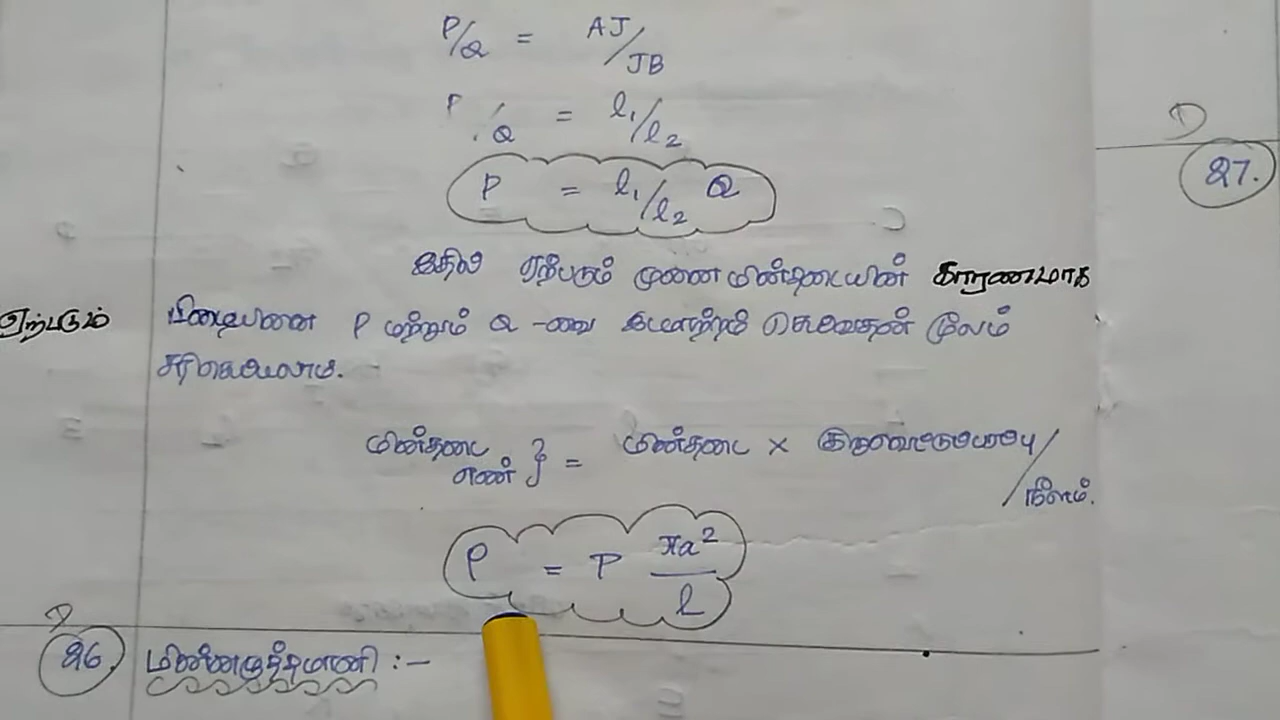 P/Q = AJ/JB
P/Q = l₁/l₂
P = l₁/l₂ Q
இதில் ஏற்படும் முனை மின்தடையின் காரணமாக
ஏற்படும் பிழையினை P மற்றும் Q -வை இடமாற்றம் செய்வதன் மூலம்
சரிசெய்யலாம்.
மின்தடை எண் } = மின்தடை × குறுக்குவெட்டுபரப்பு / நீளம்.
ρ = P πa²/l
26. மின்னழுத்தமானி :-
27.